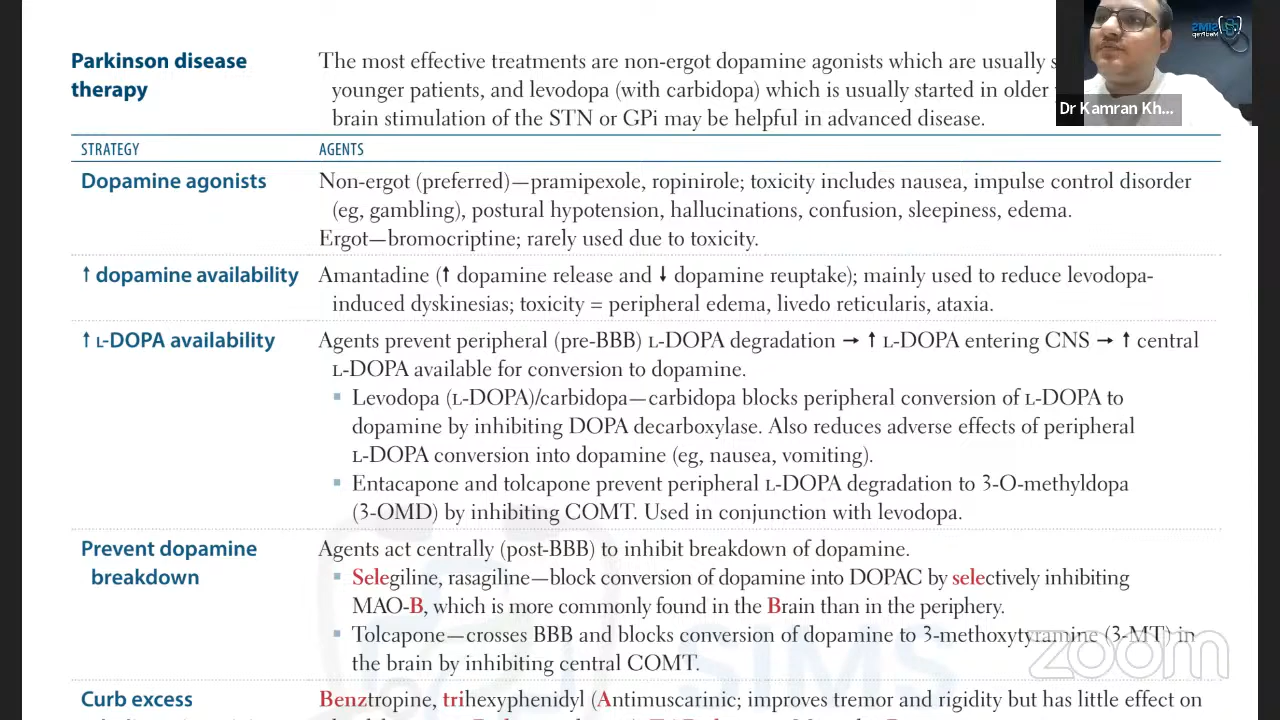 Parkinson disease
therapy
The most effective treatments are non-ergot dopamine agonists which are usually
younger patients, and levodopa (with carbidopa) which is usually started in older
brain stimulation of the STN or GPi may be helpful in advanced disease.
Dr Kamran Kh...
STRATEGY AGENTS
Dopamine agonists
Non-ergot (preferred)—pramipexole, ropinirole; toxicity includes nausea, impulse control disorder
(eg, gambling), postural hypotension, hallucinations, confusion, sleepiness, edema.
Ergot—bromocriptine; rarely used due to toxicity.
↑ dopamine availability
Amantadine (↑ dopamine release and ↓ dopamine reuptake); mainly used to reduce levodopa-
induced dyskinesias; toxicity = peripheral edema, livedo reticularis, ataxia.
↑ L-DOPA availability
Agents prevent peripheral (pre-BBB) L-DOPA degradation → ↑ L-DOPA entering CNS → ↑ central
L-DOPA available for conversion to dopamine.
▪ Levodopa (L-DOPA)/carbidopa—carbidopa blocks peripheral conversion of L-DOPA to
dopamine by inhibiting DOPA decarboxylase. Also reduces adverse effects of peripheral
L-DOPA conversion into dopamine (eg, nausea, vomiting).
▪ Entacapone and tolcapone prevent peripheral L-DOPA degradation to 3-O-methyldopa
(3-OMD) by inhibiting COMT. Used in conjunction with levodopa.
Prevent dopamine
breakdown
Agents act centrally (post-BBB) to inhibit breakdown of dopamine.
▪ Selegiline, rasagiline—block conversion of dopamine into DOPAC by selectively inhibiting
MAO-B, which is more commonly found in the Brain than in the periphery.
▪ Tolcapone—crosses BBB and blocks conversion of dopamine to 3-methoxytyramine (3-MT) in
the brain by inhibiting central COMT.
zoom
SIMS
Curb excess
Benztropine, trihexyphenidyl (Antimuscarinic; improves tremor and rigidity but has little effect on